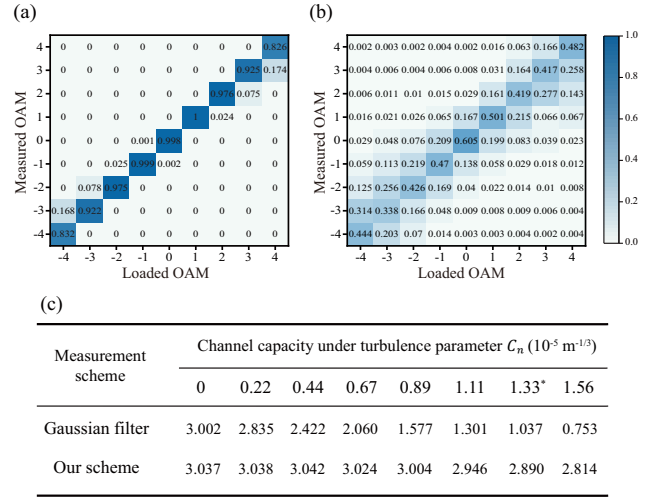 (a)
(b)
4 0 0 0 0 0 0 0 0 0.826
3 0 0 0 0 0 0 0 0.925 0.174
2 0 0 0 0 0 0 0.976 0.075 0
1 0 0 0 0 0 1 0.024 0 0
0 0 0 0 0.001 0.998 0 0 0 0
-1 0 0 0.025 0.999 0.002 0 0 0 0
-2 0 0.078 0.975 0 0 0 0 0 0
-3 0.168 0.922 0 0 0 0 0 0 0
-4 0.832 0 0 0 0 0 0 0 0
-4 -3 -2 -1 0 1 2 3 4
Measured OAM
Loaded OAM
4 0.002 0.003 0.002 0.004 0.002 0.016 0.063 0.166 0.482
3 0.004 0.006 0.006 0.006 0.008 0.031 0.164 0.417 0.258
2 0.006 0.011 0.01 0.015 0.029 0.161 0.419 0.277 0.143
1 0.016 0.021 0.026 0.065 0.167 0.501 0.215 0.066 0.067
0 0.029 0.048 0.076 0.209 0.605 0.199 0.083 0.039 0.023
-1 0.059 0.113 0.219 0.47 0.138 0.058 0.029 0.018 0.012
-2 0.125 0.256 0.426 0.169 0.04 0.022 0.014 0.01 0.008
-3 0.314 0.338 0.166 0.048 0.009 0.008 0.009 0.006 0.004
-4 0.444 0.203 0.07 0.014 0.003 0.003 0.004 0.002 0.004
-4 -3 -2 -1 0 1 2 3 4
Measured OAM
Loaded OAM
1.0
0.8
0.6
0.4
0.2
0.0
(c)
Measurement scheme
Channel capacity under turbulence parameter C_n (10^-5 m^-1/3)
0 0.22 0.44 0.67 0.89 1.11 1.33* 1.56
Gaussian filter 3.002 2.835 2.422 2.060 1.577 1.301 1.037 0.753
Our scheme 3.037 3.038 3.042 3.024 3.004 2.946 2.890 2.814